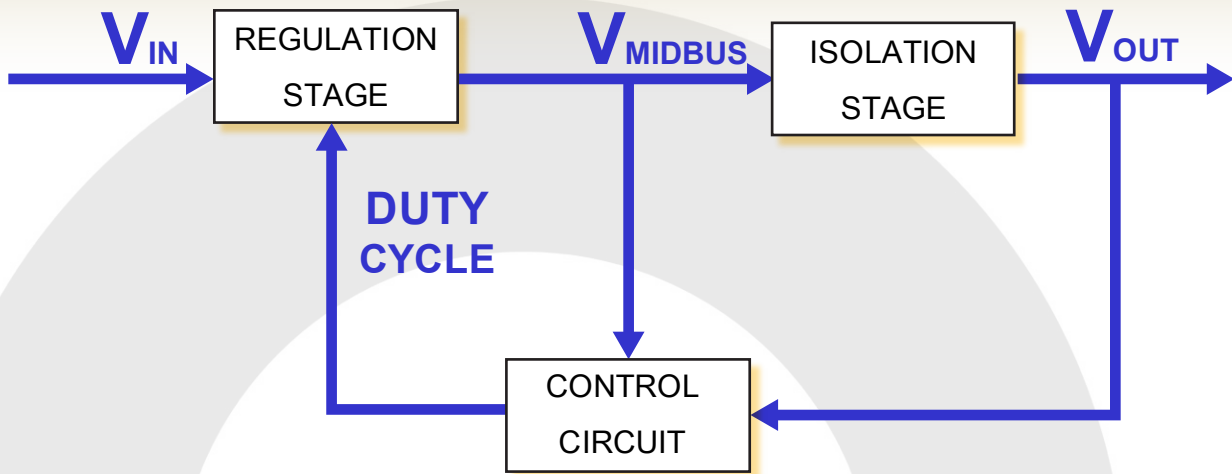 VIN
REGULATION
STAGE
VMIDBUS
ISOLATION
STAGE
VOUT
DUTY
CYCLE
CONTROL
CIRCUIT